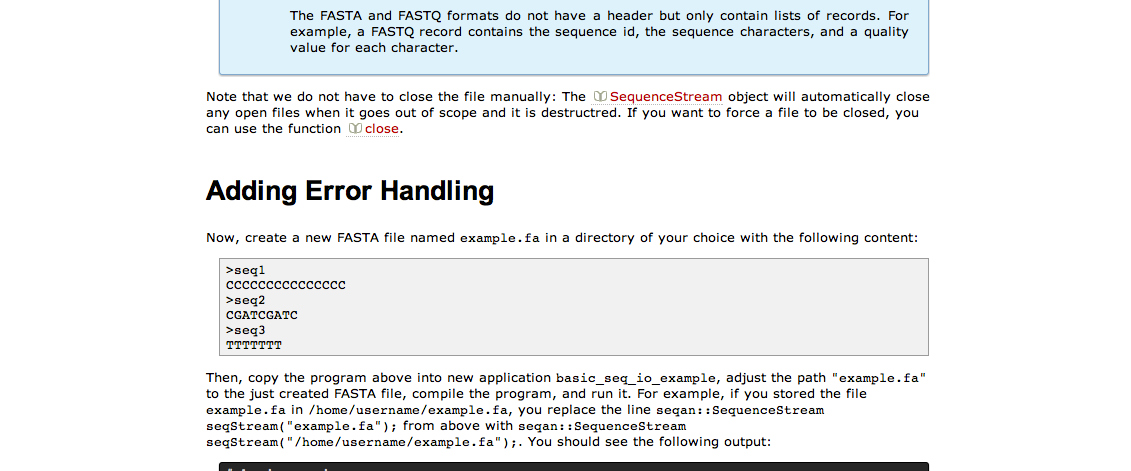 The FASTA and FASTQ formats do not have a header but only contain lists of records. For
example, a FASTQ record contains the sequence id, the sequence characters, and a quality
value for each character.
Note that we do not have to close the file manually: The SequenceStream object will automatically close
any open files when it goes out of scope and it is destructred. If you want to force a file to be closed, you
can use the function close.
Adding Error Handling
Now, create a new FASTA file named example.fa in a directory of your choice with the following content:
>seq1
CCCCCCCCCCCCCCC
>seq2
CGATCGATC
>seq3
TTTTTTT
Then, copy the program above into new application basic_seq_io_example, adjust the path "example.fa"
to the just created FASTA file, compile the program, and run it. For example, if you stored the file
example.fa in /home/username/example.fa, you replace the line seqan::SequenceStream
seqStream("example.fa"); from above with seqan::SequenceStream
seqStream("/home/username/example.fa");. You should see the following output: